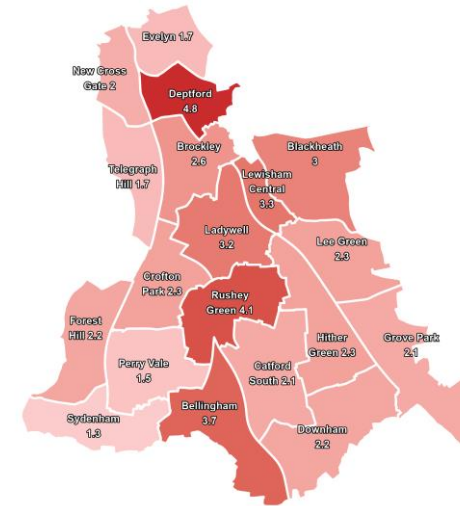 Evelyn 1.7
New Cross
Gate 2
Deptford
4.8
Brockley
2.6
Blackheath
3
Telegraph
Hill 1.7
Lewisham
Central
3.3
Ladywell
3.2
Lee Green
2.3
Crofton
Park 2.3
Rushey
Green 4.1
Forest
Hill 2.2
Hither
Green 2.3
Grove Park
2.1
Perry Vale
1.5
Catford
South 2.1
Bellingham
3.7
Sydenham
1.3
Downham
2.2